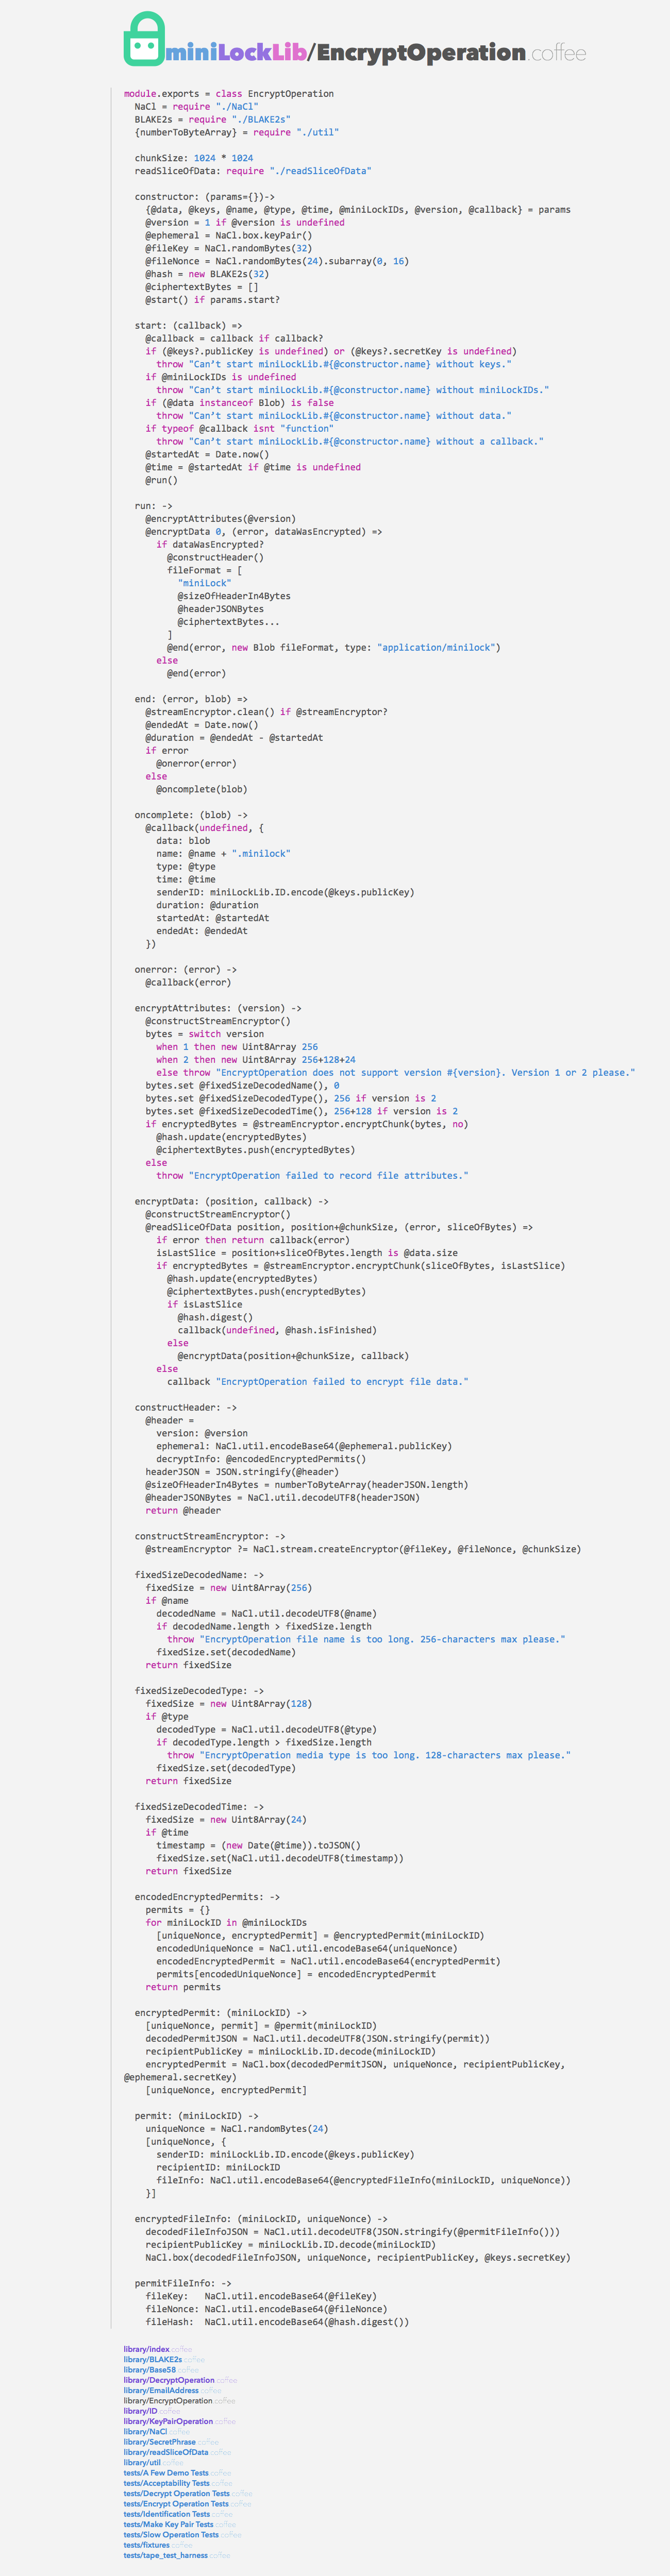 miniLockLib/EncryptOperation.coffee
module.exports = class EncryptOperation
  NaCl = require "./NaCl"
  BLAKE2s = require "./BLAKE2s"
  {numberToByteArray} = require "./util"

  chunkSize: 1024 * 1024
  readSliceOfData: require "./readSliceOfData"

  constructor: (params={})->
    {@data, @keys, @name, @type, @time, @miniLockIDs, @version, @callback} = params
    @version = 1 if @version is undefined
    @ephemeral = NaCl.box.keyPair()
    @fileKey = NaCl.randomBytes(32)
    @fileNonce = NaCl.randomBytes(24).subarray(0, 16)
    @hash = new BLAKE2s(32)
    @ciphertextBytes = []
    @start() if params.start?

  start: (callback) =>
    @callback = callback if callback?
    if (@keys?.publicKey is undefined) or (@keys?.secretKey is undefined)
      throw "Can’t start miniLockLib.#{@constructor.name} without keys."
    if @miniLockIDs is undefined
      throw "Can’t start miniLockLib.#{@constructor.name} without miniLockIDs."
    if (@data instanceof Blob) is false
      throw "Can’t start miniLockLib.#{@constructor.name} without data."
    if typeof @callback isnt "function"
      throw "Can’t start miniLockLib.#{@constructor.name} without a callback."
    @startedAt = Date.now()
    @time = @startedAt if @time is undefined
    @run()

  run: ->
    @encryptAttributes(@version)
    @encryptData 0, (error, dataWasEncrypted) =>
      if dataWasEncrypted?
        @constructHeader()
        fileFormat = [
          "miniLock"
          @sizeOfHeaderIn4Bytes
          @headerJSONBytes
          @ciphertextBytes...
        ]
        @end(error, new Blob fileFormat, type: "application/minilock")
      else
        @end(error)

  end: (error, blob) =>
    @streamEncryptor.clean() if @streamEncryptor?
    @endedAt = Date.now()
    @duration = @endedAt - @startedAt
    if error
      @onerror(error)
    else
      @oncomplete(blob)

  oncomplete: (blob) ->
    @callback(undefined, {
      data: blob
      name: @name + ".minilock"
      type: @type
      time: @time
      senderID: miniLockLib.ID.encode(@keys.publicKey)
      duration: @duration
      startedAt: @startedAt
      endedAt: @endedAt
    })

  onerror: (error) ->
    @callback(error)

  encryptAttributes: (version) ->
    @constructStreamEncryptor()
    bytes = switch version
      when 1 then new Uint8Array 256
      when 2 then new Uint8Array 256+128+24
      else throw "EncryptOperation does not support version #{version}. Version 1 or 2 please."
    bytes.set @fixedSizeDecodedName(), 0
    bytes.set @fixedSizeDecodedType(), 256 if version is 2
    bytes.set @fixedSizeDecodedTime(), 256+128 if version is 2
    if encryptedBytes = @streamEncryptor.encryptChunk(bytes, no)
      @hash.update(encryptedBytes)
      @ciphertextBytes.push(encryptedBytes)
    else
      throw "EncryptOperation failed to record file attributes."

  encryptData: (position, callback) ->
    @constructStreamEncryptor()
    @readSliceOfData position, position+@chunkSize, (error, sliceOfBytes) =>
      if error then return callback(error)
      isLastSlice = position+sliceOfBytes.length is @data.size
      if encryptedBytes = @streamEncryptor.encryptChunk(sliceOfBytes, isLastSlice)
        @hash.update(encryptedBytes)
        @ciphertextBytes.push(encryptedBytes)
        if isLastSlice
          @hash.digest()
          callback(undefined, @hash.isFinished)
        else
          @encryptData(position+@chunkSize, callback)
      else
        callback "EncryptOperation failed to encrypt file data."

  constructHeader: ->
    @header =
      version: @version
      ephemeral: NaCl.util.encodeBase64(@ephemeral.publicKey)
      decryptInfo: @encodedEncryptedPermits()
    headerJSON = JSON.stringify(@header)
    @sizeOfHeaderIn4Bytes = numberToByteArray(headerJSON.length)
    @headerJSONBytes = NaCl.util.decodeUTF8(headerJSON)
    return @header

  constructStreamEncryptor: ->
    @streamEncryptor ?= NaCl.stream.createEncryptor(@fileKey, @fileNonce, @chunkSize)

  fixedSizeDecodedName: ->
    fixedSize = new Uint8Array(256)
    if @name
      decodedName = NaCl.util.decodeUTF8(@name)
      if decodedName.length > fixedSize.length
        throw "EncryptOperation file name is too long. 256-characters max please."
      fixedSize.set(decodedName)
    return fixedSize

  fixedSizeDecodedType: ->
    fixedSize = new Uint8Array(128)
    if @type
      decodedType = NaCl.util.decodeUTF8(@type)
      if decodedType.length > fixedSize.length
        throw "EncryptOperation media type is too long. 128-characters max please."
      fixedSize.set(decodedType)
    return fixedSize

  fixedSizeDecodedTime: ->
    fixedSize = new Uint8Array(24)
    if @time
      timestamp = (new Date(@time)).toJSON()
      fixedSize.set(NaCl.util.decodeUTF8(timestamp))
    return fixedSize

  encodedEncryptedPermits: ->
    permits = {}
    for miniLockID in @miniLockIDs
      [uniqueNonce, encryptedPermit] = @encryptedPermit(miniLockID)
      encodedUniqueNonce = NaCl.util.encodeBase64(uniqueNonce)
      encodedEncryptedPermit = NaCl.util.encodeBase64(encryptedPermit)
      permits[encodedUniqueNonce] = encodedEncryptedPermit
    return permits

  encryptedPermit: (miniLockID) ->
    [uniqueNonce, permit] = @permit(miniLockID)
    decodedPermitJSON = NaCl.util.decodeUTF8(JSON.stringify(permit))
    recipientPublicKey = miniLockLib.ID.decode(miniLockID)
    encryptedPermit = NaCl.box(decodedPermitJSON, uniqueNonce, recipientPublicKey,
@ephemeral.secretKey)
    [uniqueNonce, encryptedPermit]

  permit: (miniLockID) ->
    uniqueNonce = NaCl.randomBytes(24)
    [uniqueNonce, {
      senderID: miniLockLib.ID.encode(@keys.publicKey)
      recipientID: miniLockID
      fileInfo: NaCl.util.encodeBase64(@encryptedFileInfo(miniLockID, uniqueNonce))
    }]

  encryptedFileInfo: (miniLockID, uniqueNonce) ->
    decodedFileInfoJSON = NaCl.util.decodeUTF8(JSON.stringify(@permitFileInfo()))
    recipientPublicKey = miniLockLib.ID.decode(miniLockID)
    NaCl.box(decodedFileInfoJSON, uniqueNonce, recipientPublicKey, @keys.secretKey)

  permitFileInfo: ->
    fileKey:   NaCl.util.encodeBase64(@fileKey)
    fileNonce: NaCl.util.encodeBase64(@fileNonce)
    fileHash:  NaCl.util.encodeBase64(@hash.digest())

library/index.coffee
library/BLAKE2s.coffee
library/Base58.coffee
library/DecryptOperation.coffee
library/EmailAddress.coffee
library/EncryptOperation.coffee
library/ID.coffee
library/KeyPairOperation.coffee
library/NaCl.coffee
library/SecretPhrase.coffee
library/readSliceOfData.coffee
library/util.coffee
tests/A Few Demo Tests.coffee
tests/Acceptability Tests.coffee
tests/Decrypt Operation Tests.coffee
tests/Encrypt Operation Tests.coffee
tests/Identification Tests.coffee
tests/Make Key Pair Tests.coffee
tests/Slow Operation Tests.coffee
tests/fixtures.coffee
tests/tape_test_harness.coffee